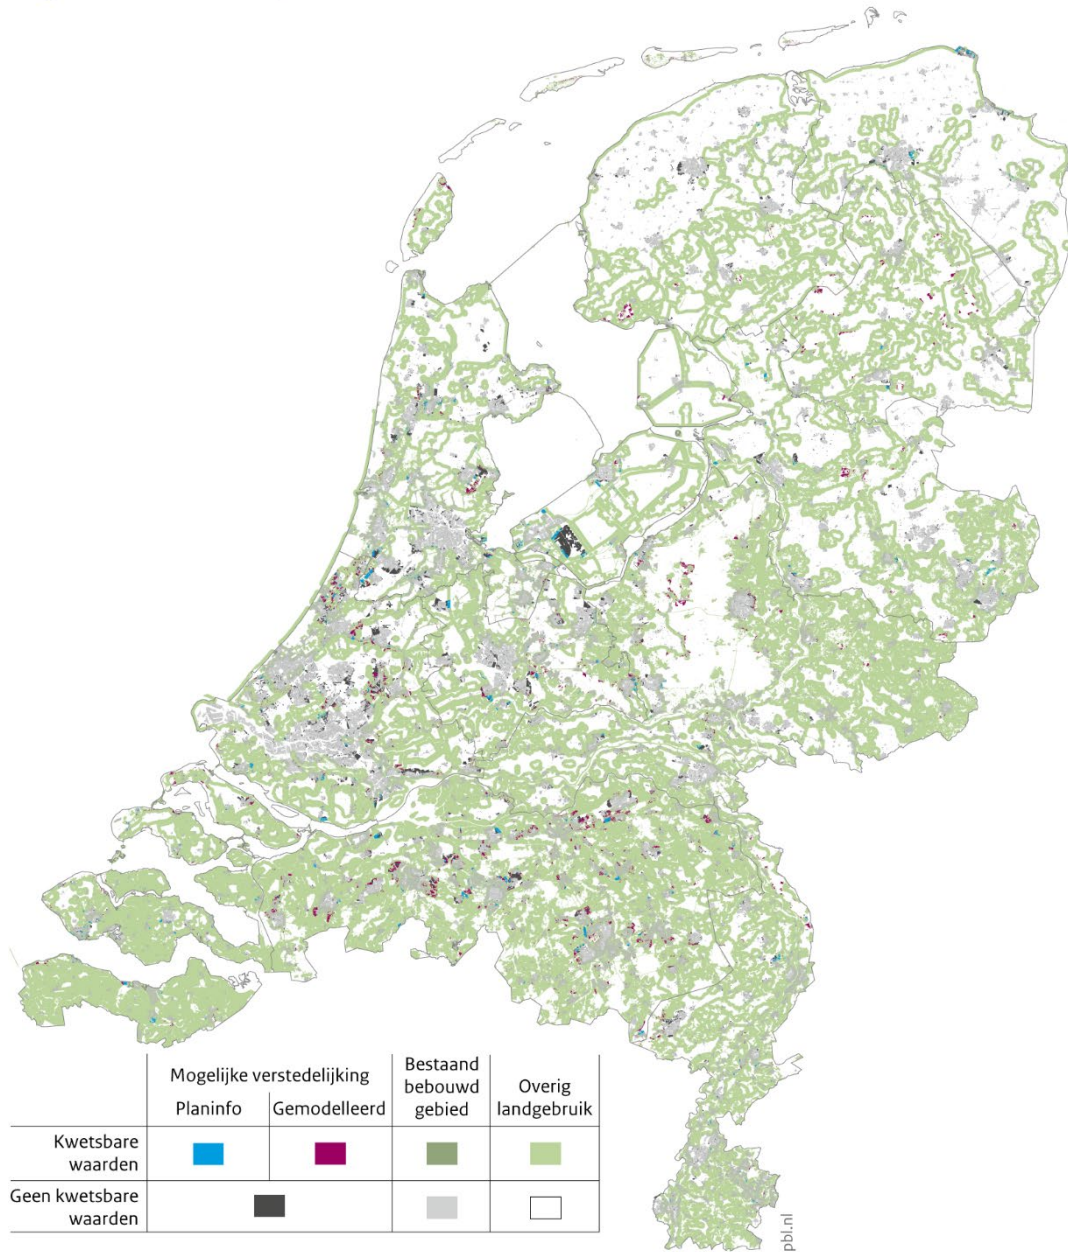 Mogelijke verstedelijking
Bestaand
bebouwd
gebied
Overig
landgebruik
Planinfo
Gemodelleerd
Kwetsbare
waarden
Geen kwetsbare
waarden
pbl.nl